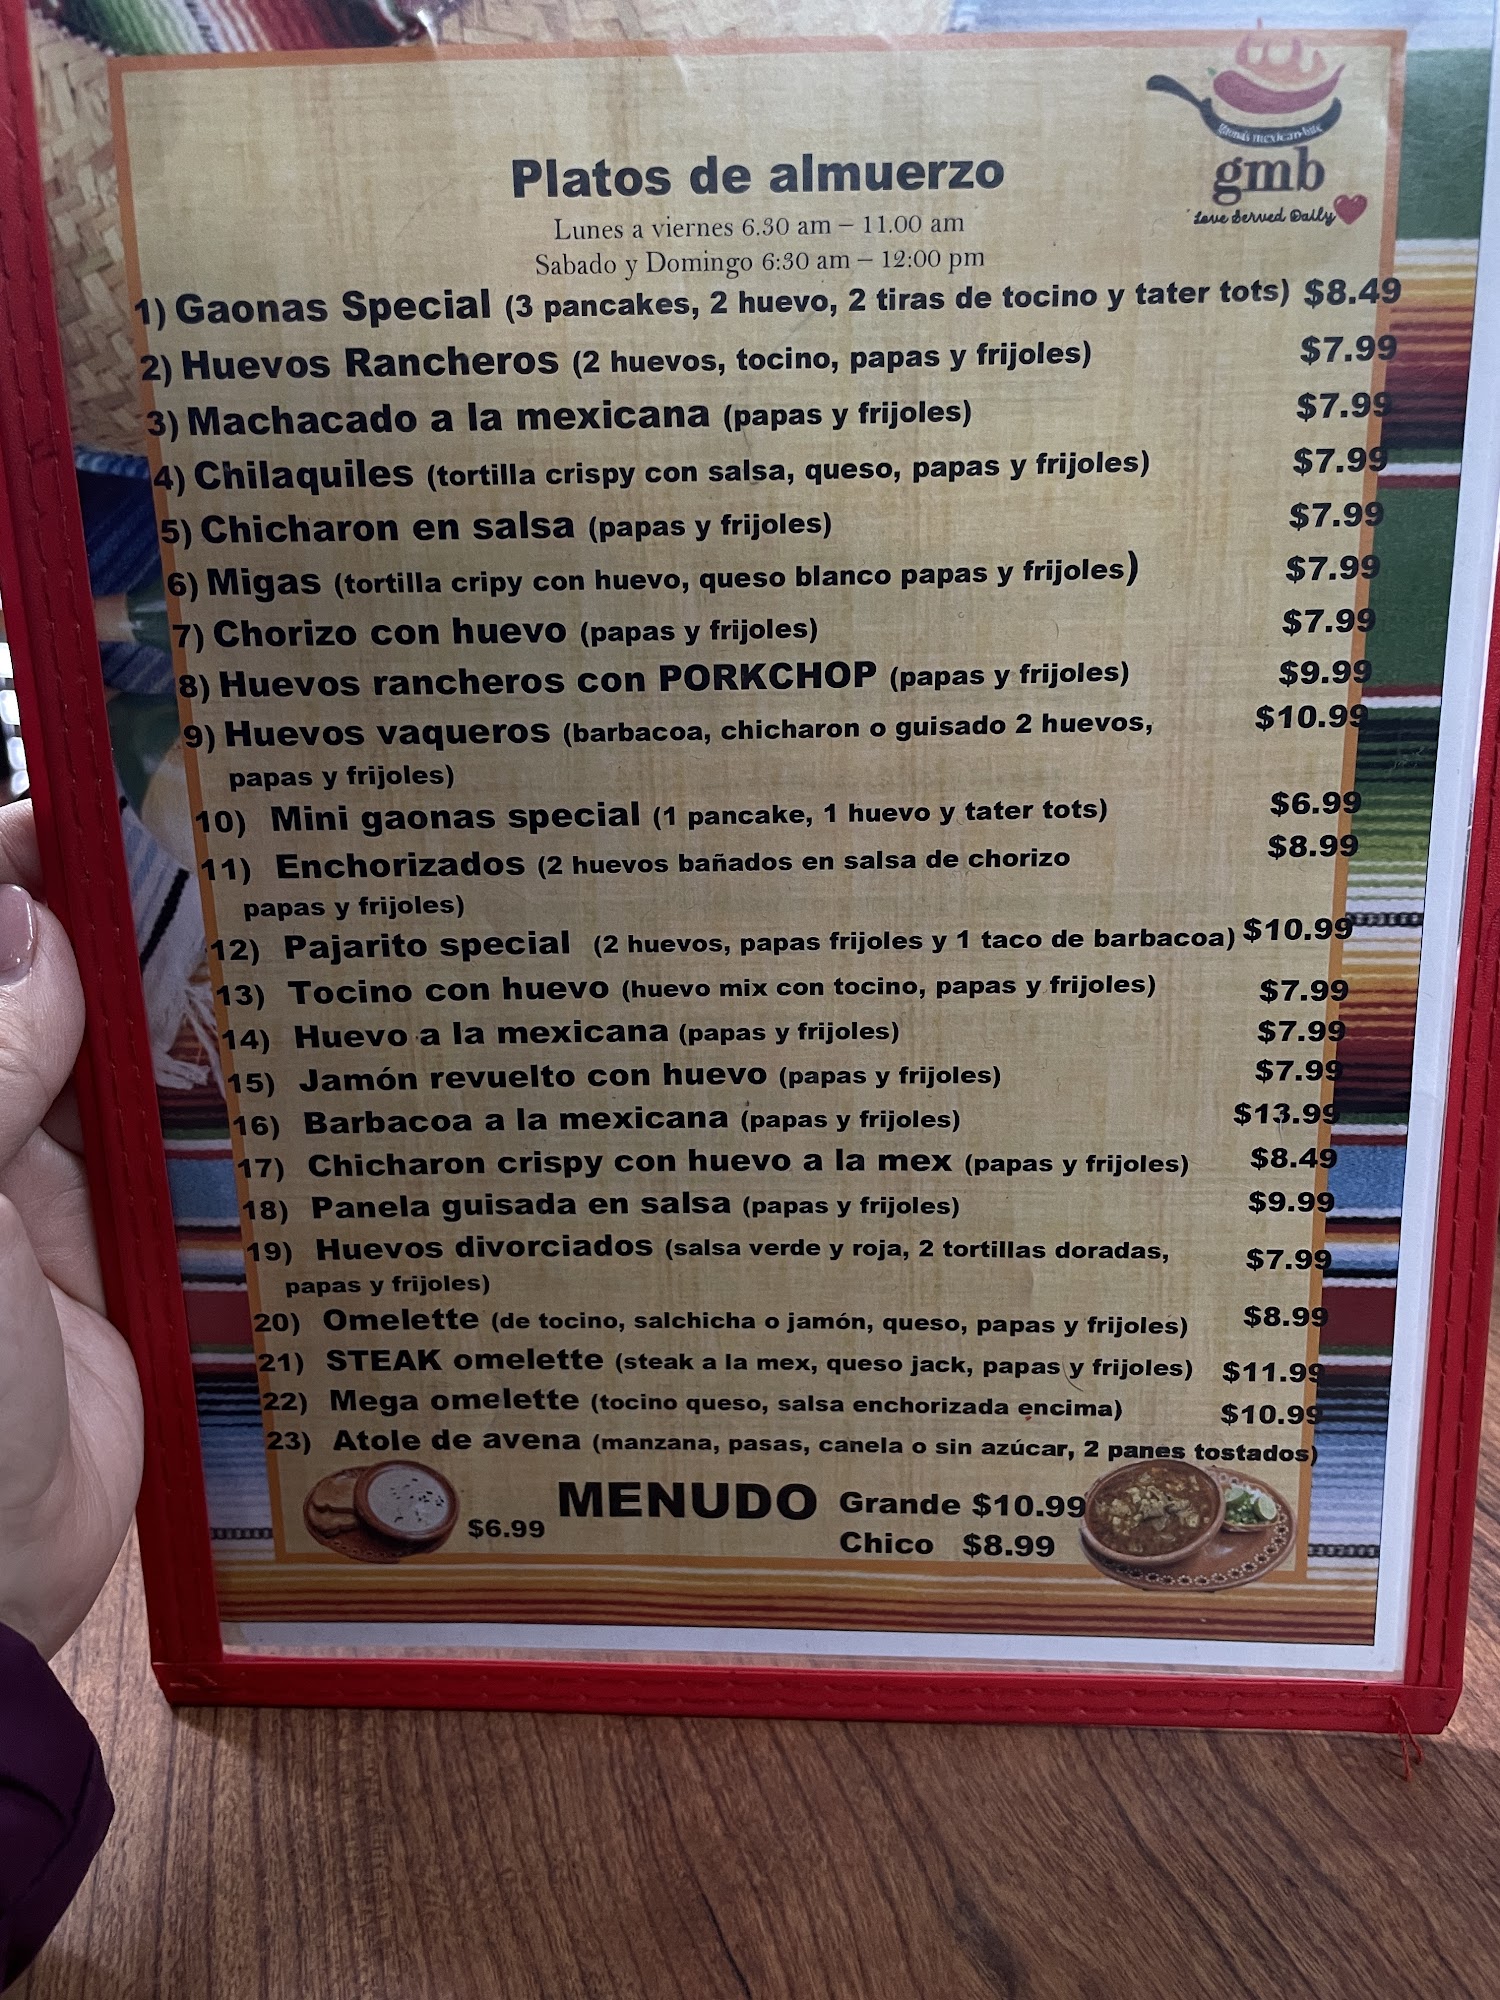 gaona's mexican bite
gmb
Love Served Daily
Platos de almuerzo
Lunes a viernes 6.30 am – 11.00 am
Sabado y Domingo 6:30 am – 12:00 pm
1) Gaonas Special (3 pancakes, 2 huevo, 2 tiras de tocino y tater tots) $8.49
2) Huevos Rancheros (2 huevos, tocino, papas y frijoles) $7.99
3) Machacado a la mexicana (papas y frijoles) $7.99
4) Chilaquiles (tortilla crispy con salsa, queso, papas y frijoles) $7.99
5) Chicharon en salsa (papas y frijoles) $7.99
6) Migas (tortilla cripy con huevo, queso blanco papas y frijoles) $7.99
7) Chorizo con huevo (papas y frijoles) $7.99
8) Huevos rancheros con PORKCHOP (papas y frijoles) $9.99
9) Huevos vaqueros (barbacoa, chicharon o guisado 2 huevos, $10.99
papas y frijoles)
10) Mini gaonas special (1 pancake, 1 huevo y tater tots) $6.99
11) Enchorizados (2 huevos bañados en salsa de chorizo $8.99
papas y frijoles)
12) Pajarito special (2 huevos, papas frijoles y 1 taco de barbacoa) $10.99
13) Tocino con huevo (huevo mix con tocino, papas y frijoles) $7.99
14) Huevo a la mexicana (papas y frijoles) $7.99
15) Jamón revuelto con huevo (papas y frijoles) $7.99
16) Barbacoa a la mexicana (papas y frijoles) $13.99
17) Chicharon crispy con huevo a la mex (papas y frijoles) $8.49
18) Panela guisada en salsa (papas y frijoles) $9.99
19) Huevos divorciados (salsa verde y roja, 2 tortillas doradas, $7.99
papas y frijoles)
20) Omelette (de tocino, salchicha o jamón, queso, papas y frijoles) $8.99
21) STEAK omelette (steak a la mex, queso jack, papas y frijoles) $11.99
22) Mega omelette (tocino queso, salsa enchorizada encima) $10.99
23) Atole de avena (manzana, pasas, canela o sin azúcar, 2 panes tostados)
$6.99
MENUDO Grande $10.99
Chico $8.99